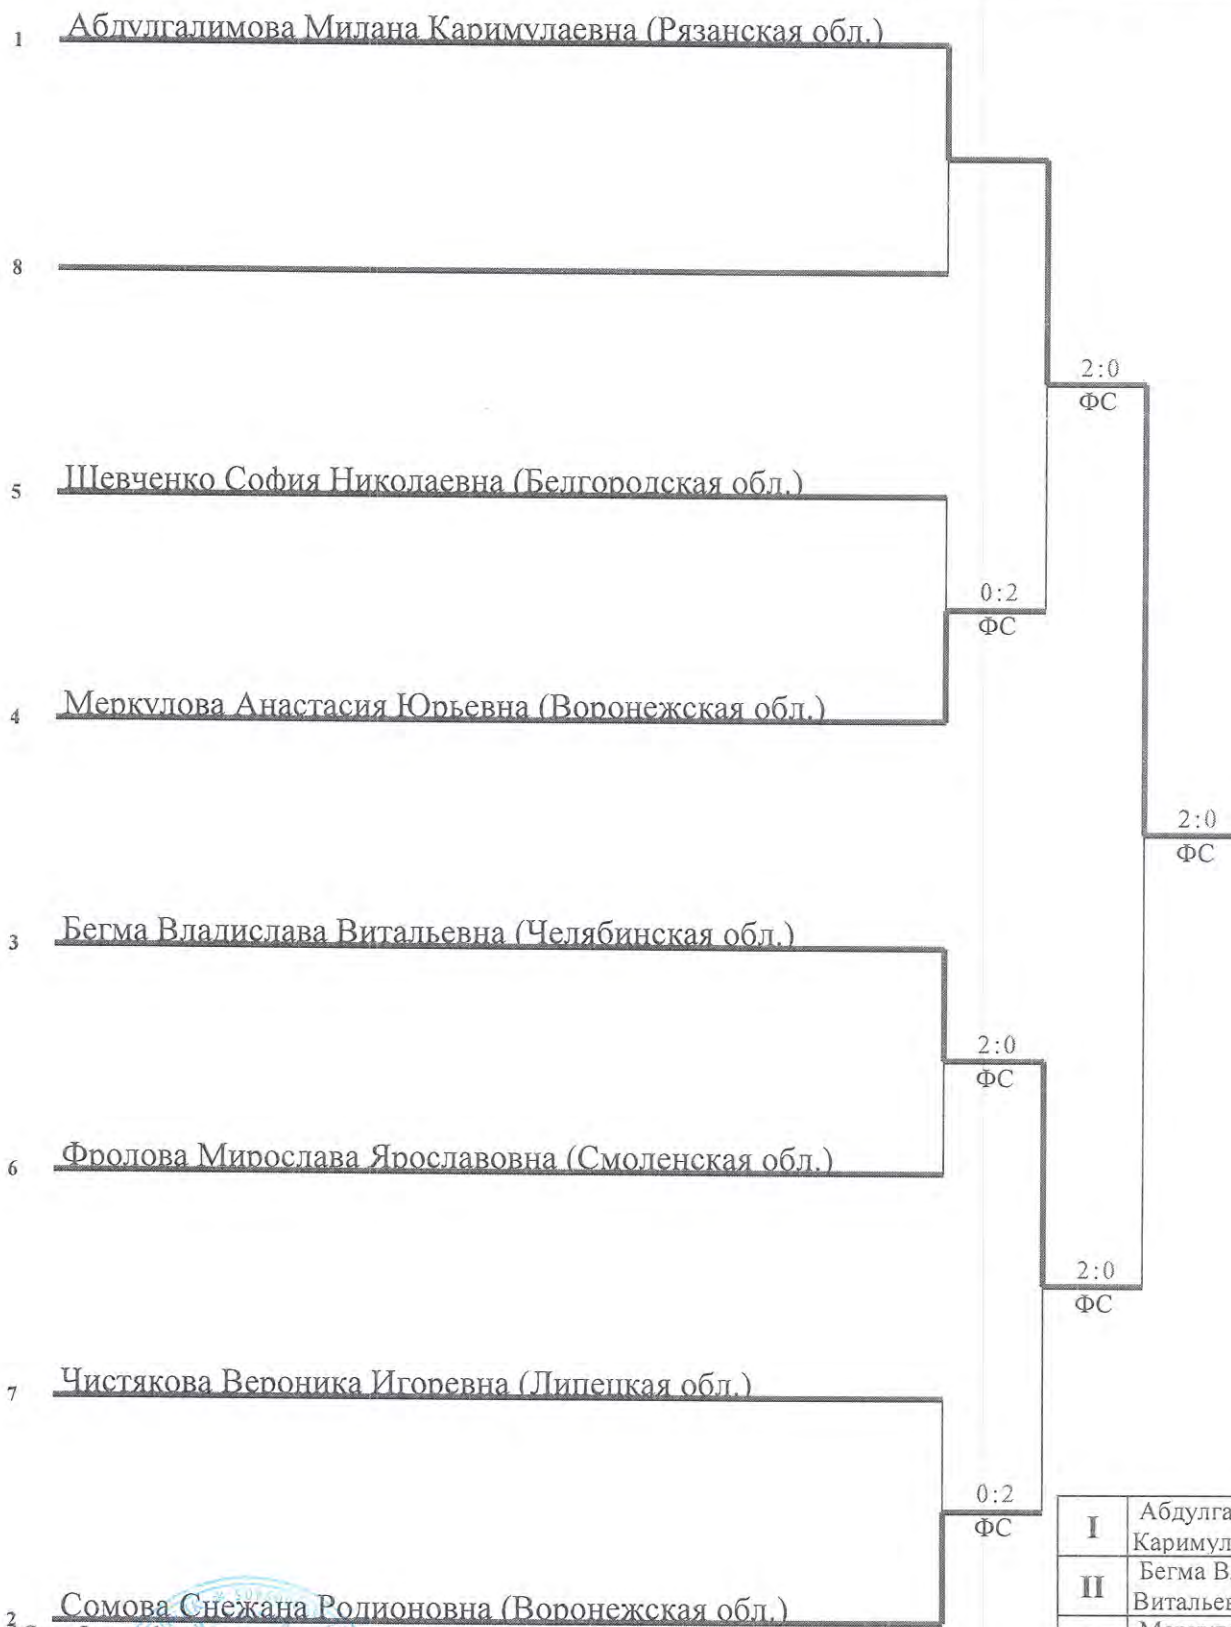 1 Абдулгалимова Милана Каримулаевна (Рязанская обл.)
8
2:0
ФС
5 Шевченко София Николаевна (Белгородская обл.)
0:2
ФС
4 Меркулова Анастасия Юрьевна (Воронежская обл.)
2:0
ФС
3 Бегма Владислава Витальевна (Челябинская обл.)
2:0
ФС
6 Фролова Мирослава Ярославовна (Смоленская обл.)
2:0
ФС
7 Чистякова Вероника Игоревна (Липецкая обл.)
0:2
ФС
I Абдулга
Каримул
II Бегма В
Витальев
2 Сомова Снежана Родионовна (Воронежская обл.)